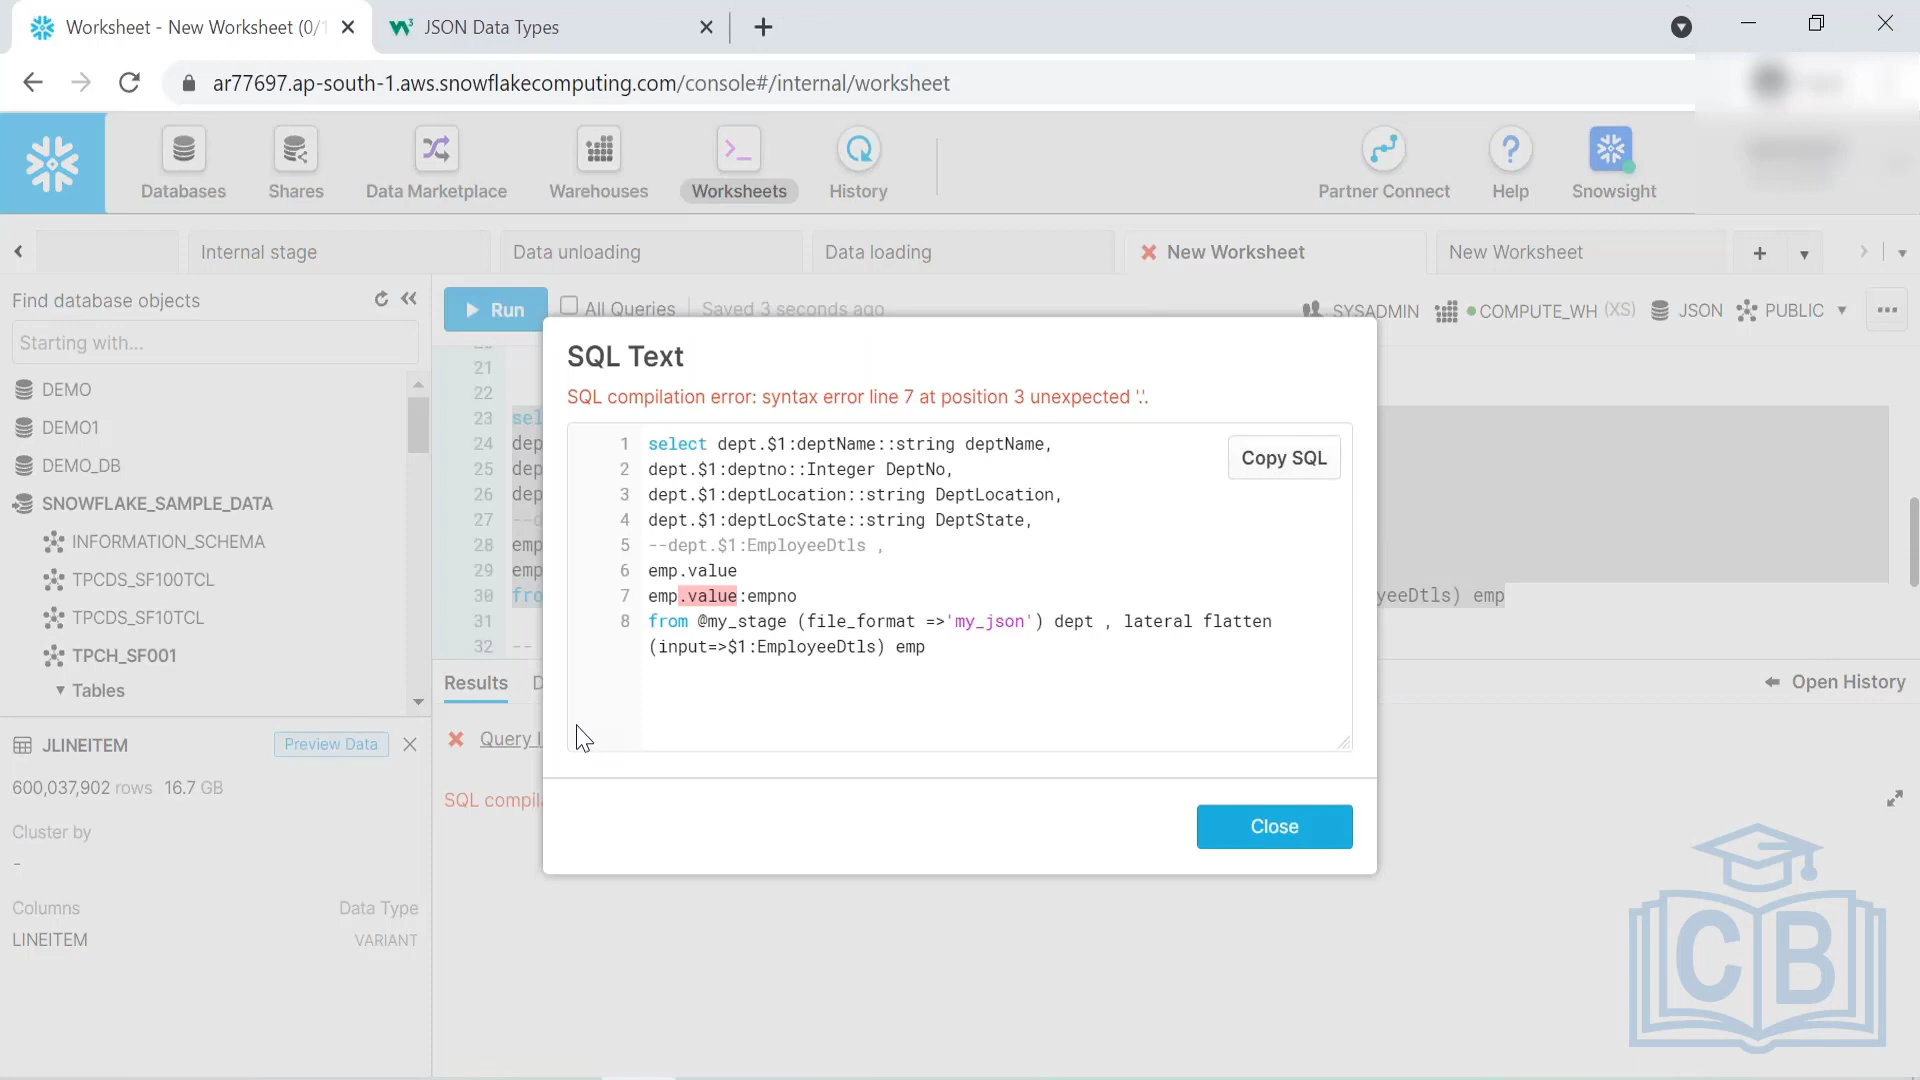 Worksheet - New Worksheet (0/1
JSON Data Types
ar77697.ap-south-1.aws.snowflakecomputing.com/console#/internal/worksheet
Databases
Shares
Data Marketplace
Warehouses
Worksheets
History
Partner Connect
Help
Snowsight
Internal stage
Data unloading
Data loading
New Worksheet
New Worksheet
Find database objects
Starting with...
Run
All Queries
Saved 3 seconds ago
SYSADMIN
COMPUTE_WH (XS)
JSON
PUBLIC
DEMO
DEMO1
DEMO_DB
SNOWFLAKE_SAMPLE_DATA
INFORMATION_SCHEMA
TPCDS_SF100TCL
TPCDS_SF10TCL
TPCH_SF001
Tables
21
22
23 sel
24 dep
25 dep
26 dep
27 --d
28 emp
29 emp
30 fro
yeeDtls) emp
31
32 --
SQL Text
SQL compilation error: syntax error line 7 at position 3 unexpected '.'.
Copy SQL
1 select dept.$1:deptName::string deptName,
2 dept.$1:deptno::Integer DeptNo,
3 dept.$1:deptLocation::string DeptLocation,
4 dept.$1:deptLocState::string DeptState,
5 --dept.$1:EmployeeDtls ,
6 emp.value
7 emp.value:empno
8 from @my_stage (file_format =>'my_json') dept , lateral flatten
(input=>$1:EmployeeDtls) emp
Close
Results
D
Open History
Query I
SQL compil
JLINEITEM
Preview Data
600,037,902 rows 16.7 GB
Cluster by
-
Columns
Data Type
LINEITEM
VARIANT
CB